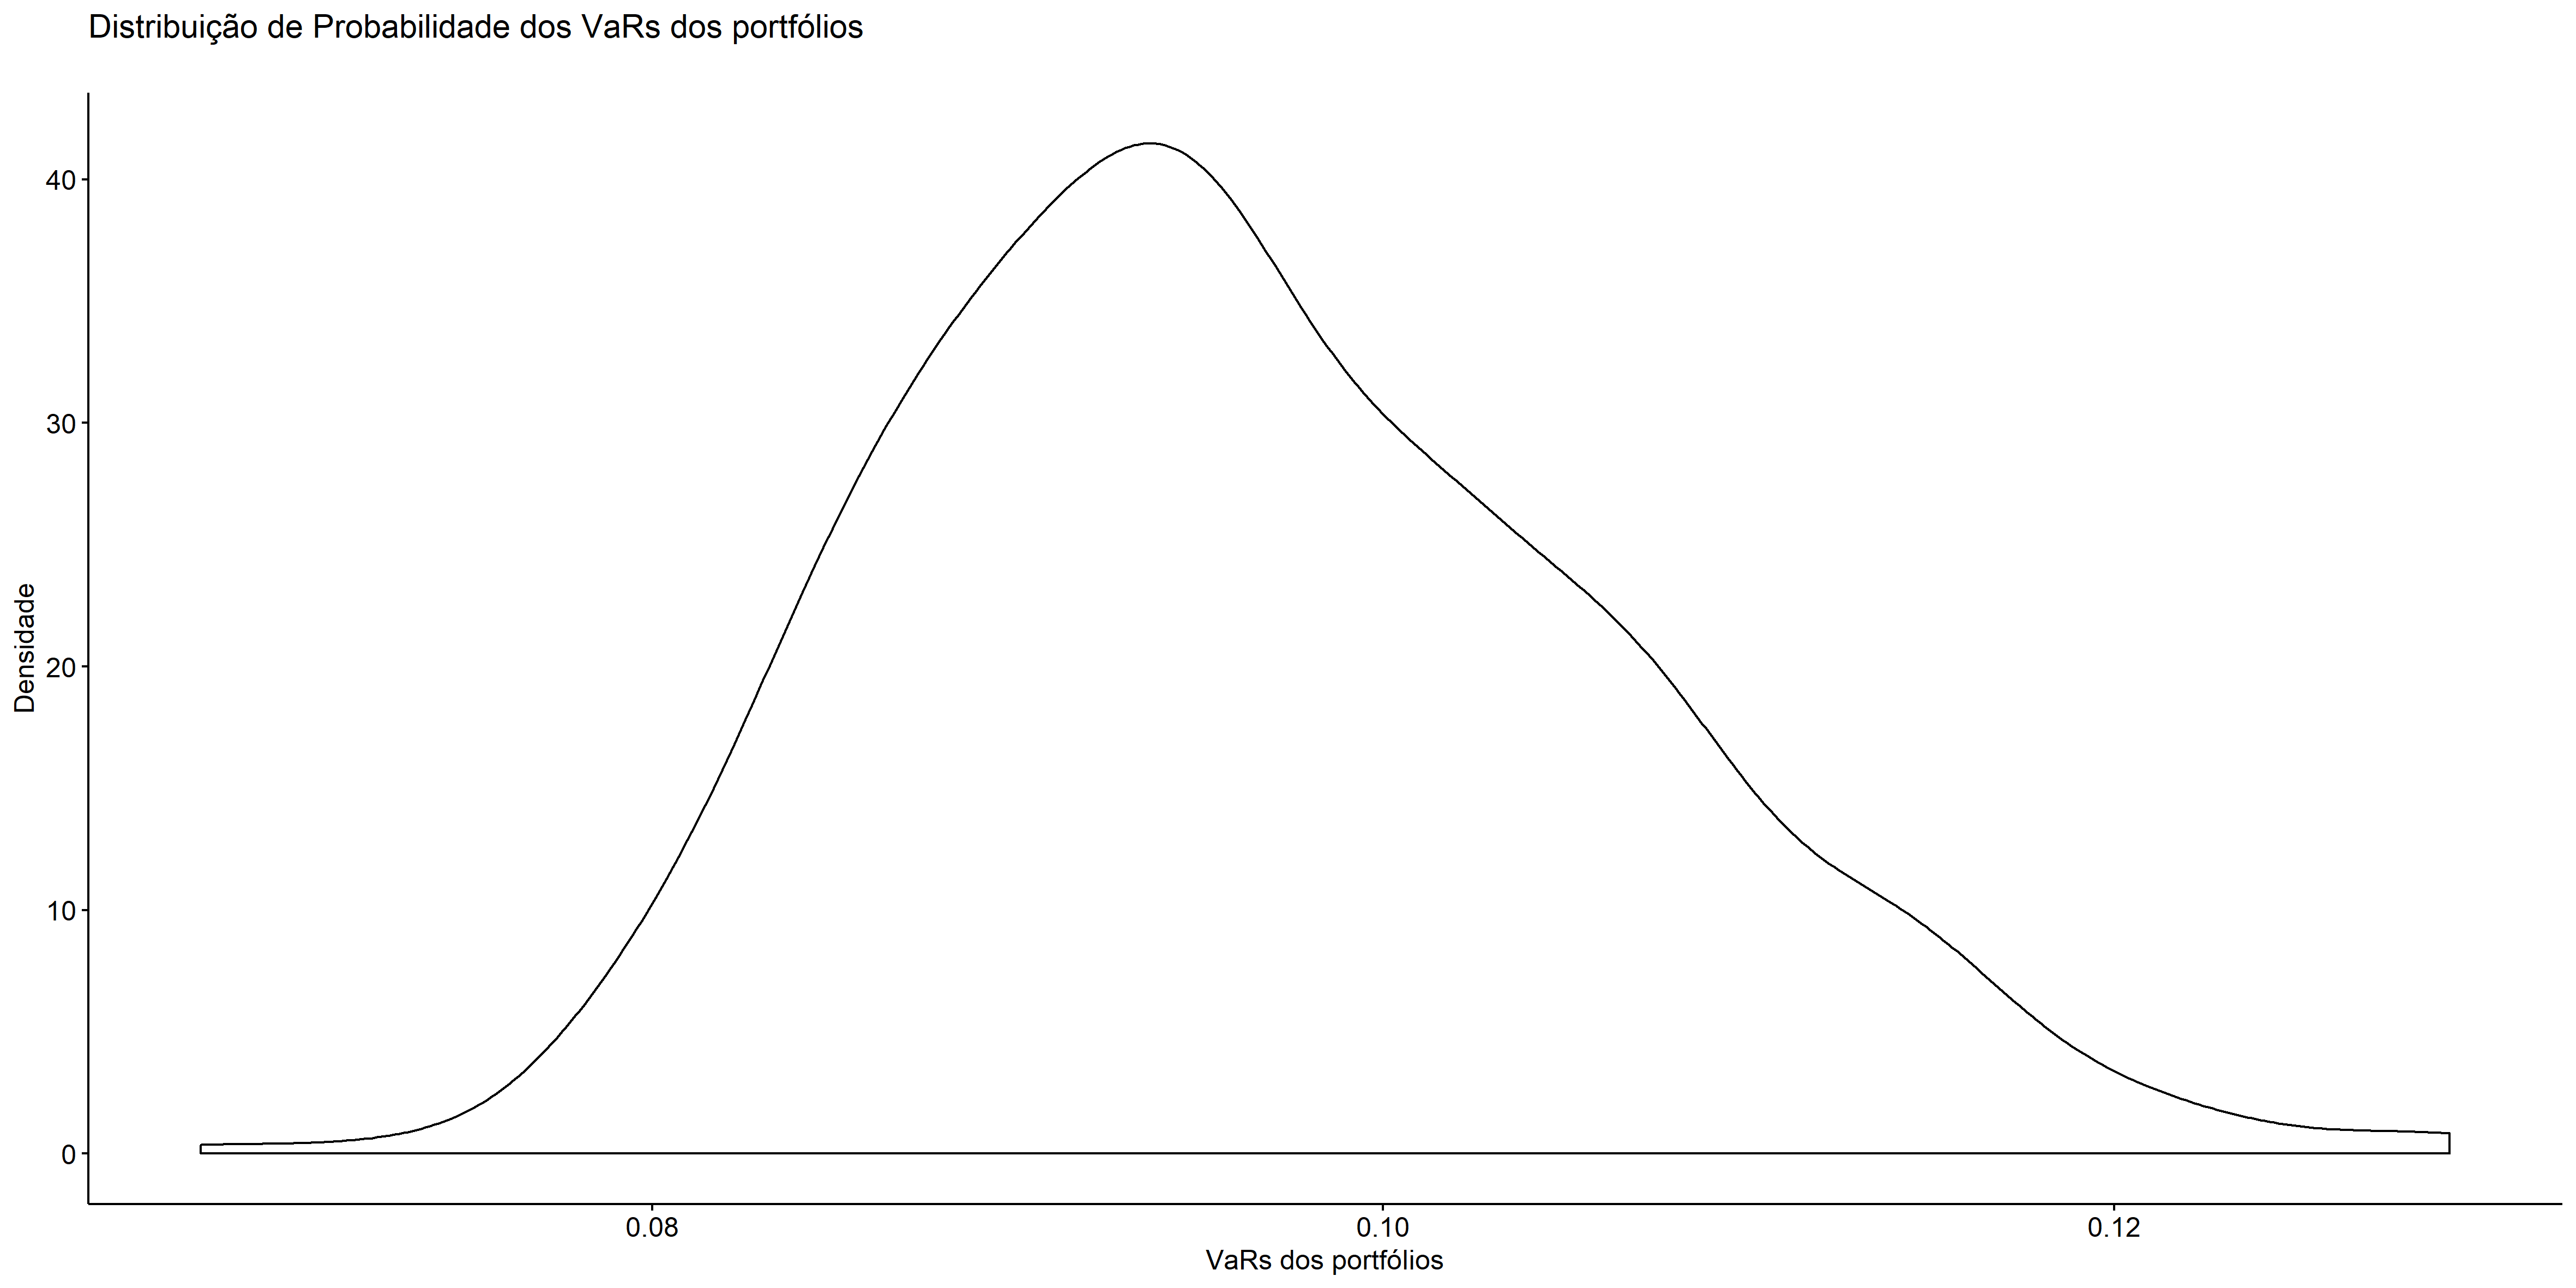 Distribuição de Probabilidade dos VaRs dos portfólios
Densidade
40
30
20
10
0
0.08
0.10
0.12
VaRs dos portfólios